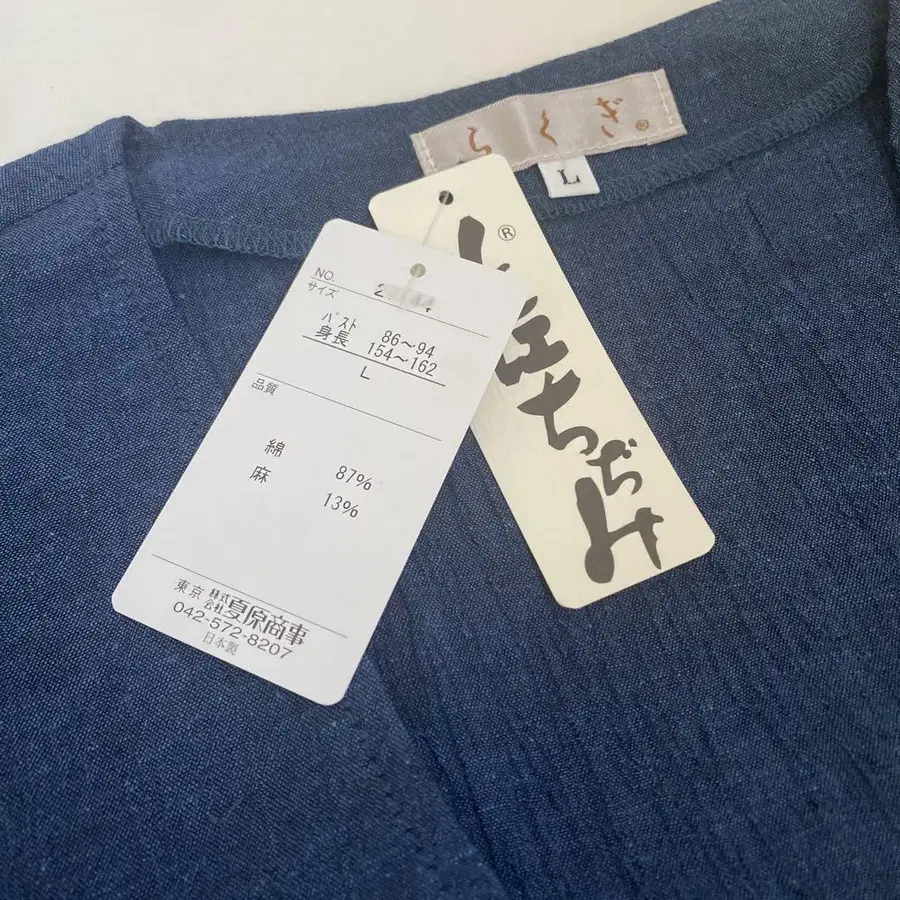 らくぎ®
L
®
ちぢみ
NO.
サイズ
バスト 86～94
身長 154～162
L
品質
綿 87%
麻 13%
東京 株式会社 夏原商事
042-572-8207
日本製